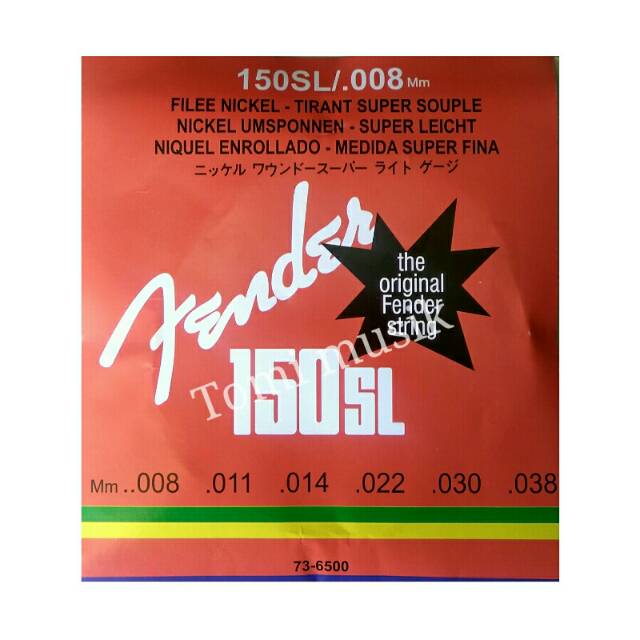 150SL/.008 Mm
FILEE NICKEL - TIRANT SUPER SOUPLE
NICKEL UMSPONNEN - SUPER LEICHT
NIQUEL ENROLLADO - MEDIDA SUPER FINA
ニッケル ワウンドースーパー ライト ゲージ
Fender
the
original
Fender
string
150SL
Tomi musik
Mm ..008 .011 .014 .022 .030 .038
73-6500